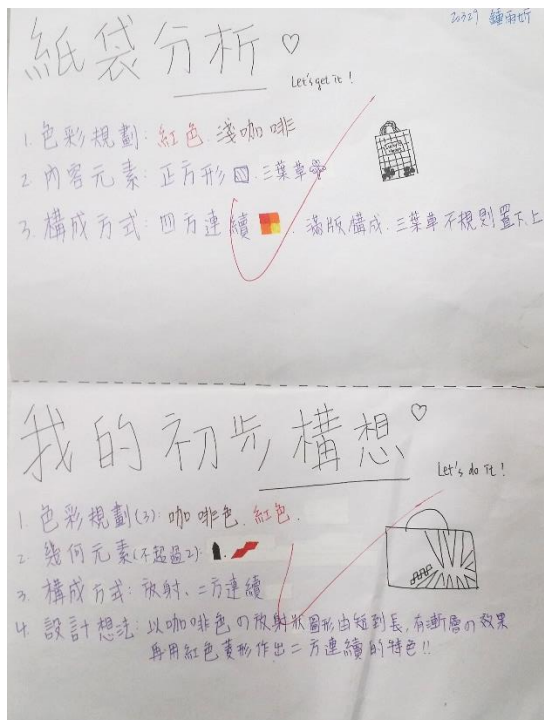 20329 鍾雨妡
紙袋分析♡
Let's get it!
1. 色彩規劃:紅色.淺咖啡
2 內容元素:正方形.三葉草
3. 構成方式:四方連續.滿版構成.三葉草不規則置下.上
我的初步構想♡
Let's do it!
1. 色彩規劃(3):咖啡色.紅色.
2. 幾何元素(不超過2):
3. 構成方式:放射、二方連續
4. 設計想法:以咖啡色の放射狀圖形由短到長,有漸層の效果
再用紅色菱形作出二方連續的特色!!